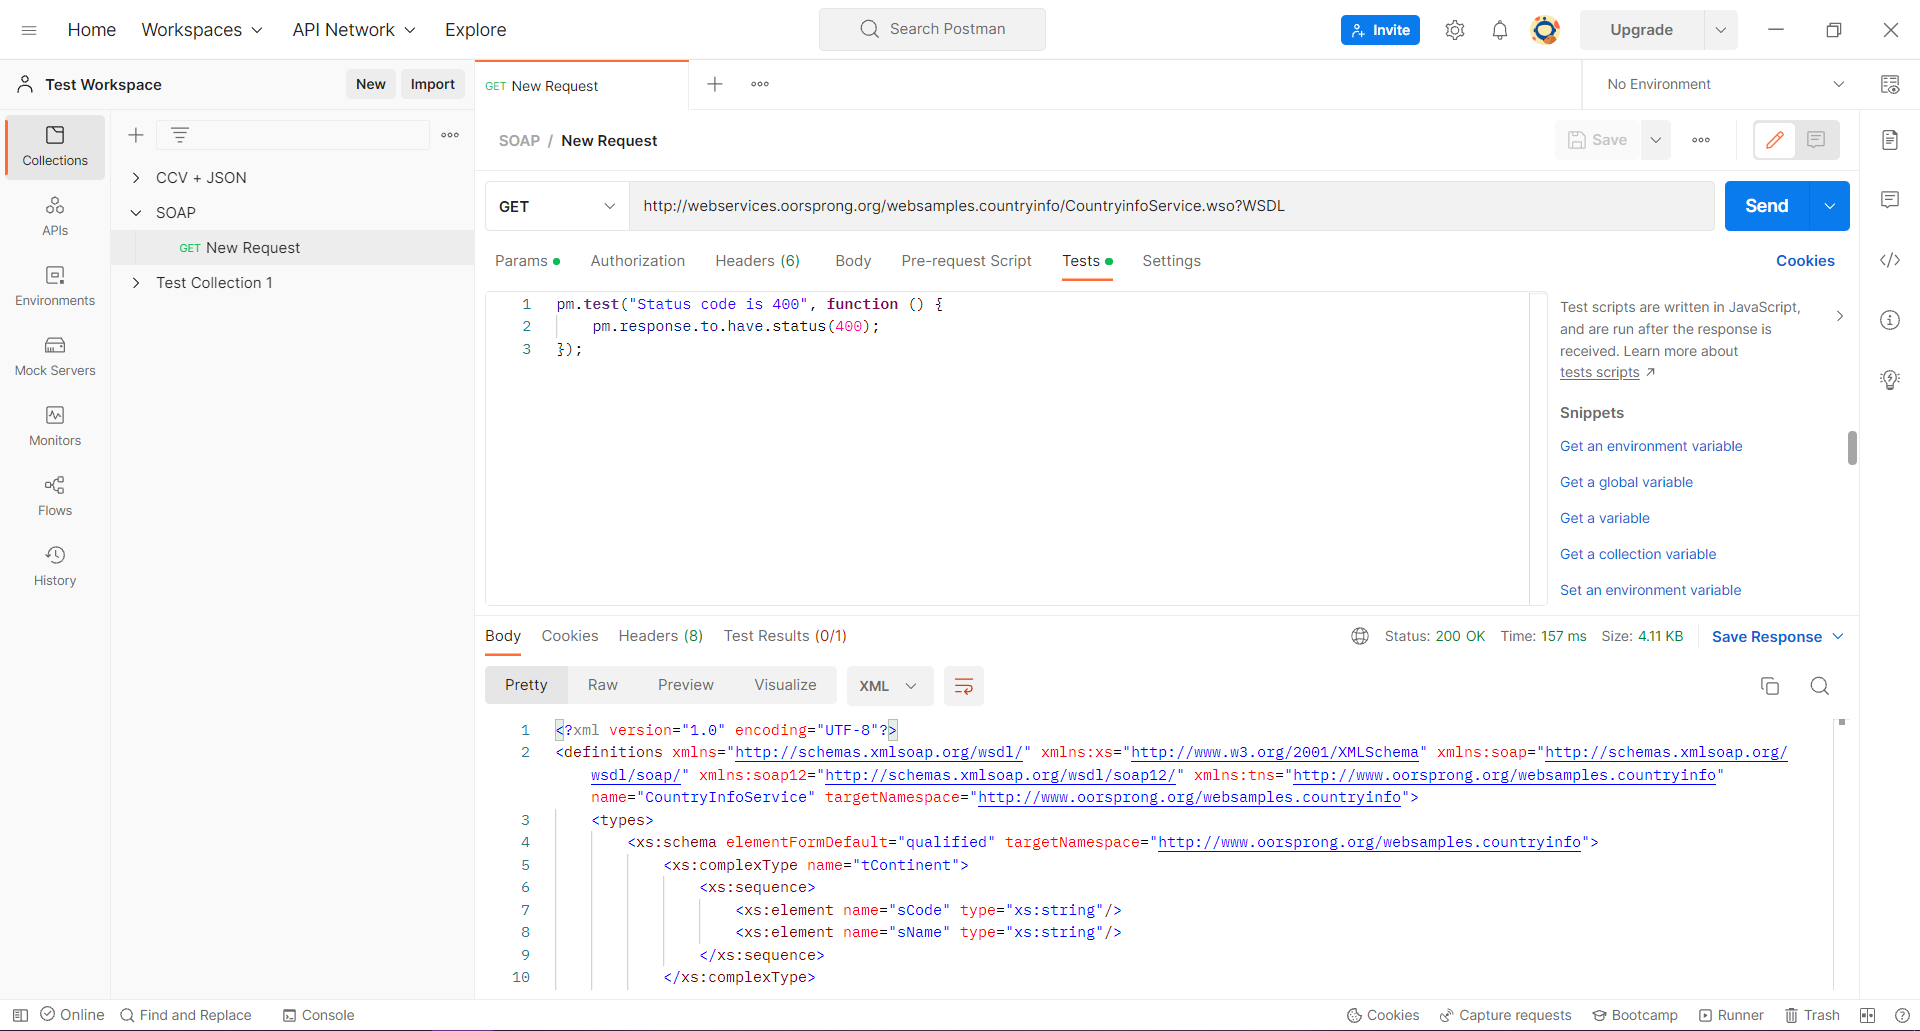 Home Workspaces API Network Explore Search Postman Invite Upgrade
Test Workspace New Import GET New Request No Environment
Collections
APIs
Environments
Mock Servers
Monitors
Flows
History
CCV + JSON
SOAP
GET New Request
Test Collection 1
SOAP / New Request Save
GET http://webservices.oorsprong.org/websamples.countryinfo/CountryinfoService.wso?WSDL Send
Params Authorization Headers (6) Body Pre-request Script Tests Settings Cookies
1 pm.test("Status code is 400", function () {
2 pm.response.to.have.status(400);
3 });
Test scripts are written in JavaScript,
and are run after the response is
received. Learn more about
tests scripts
Snippets
Get an environment variable
Get a global variable
Get a variable
Get a collection variable
Set an environment variable
Body Cookies Headers (8) Test Results (0/1) Status: 200 OK Time: 157 ms Size: 4.11 KB Save Response
Pretty Raw Preview Visualize XML
1 <?xml version="1.0" encoding="UTF-8"?>
2 <definitions xmlns="http://schemas.xmlsoap.org/wsdl/" xmlns:xs="http://www.w3.org/2001/XMLSchema" xmlns:soap="http://schemas.xmlsoap.org/
wsdl/soap/" xmlns:soap12="http://schemas.xmlsoap.org/wsdl/soap12/" xmlns:tns="http://www.oorsprong.org/websamples.countryinfo"
name="CountryInfoService" targetNamespace="http://www.oorsprong.org/websamples.countryinfo">
3 <types>
4 <xs:schema elementFormDefault="qualified" targetNamespace="http://www.oorsprong.org/websamples.countryinfo">
5 <xs:complexType name="tContinent">
6 <xs:sequence>
7 <xs:element name="sCode" type="xs:string"/>
8 <xs:element name="sName" type="xs:string"/>
9 </xs:sequence>
10 </xs:complexType>
Online Find and Replace Console Cookies Capture requests Bootcamp Runner Trash